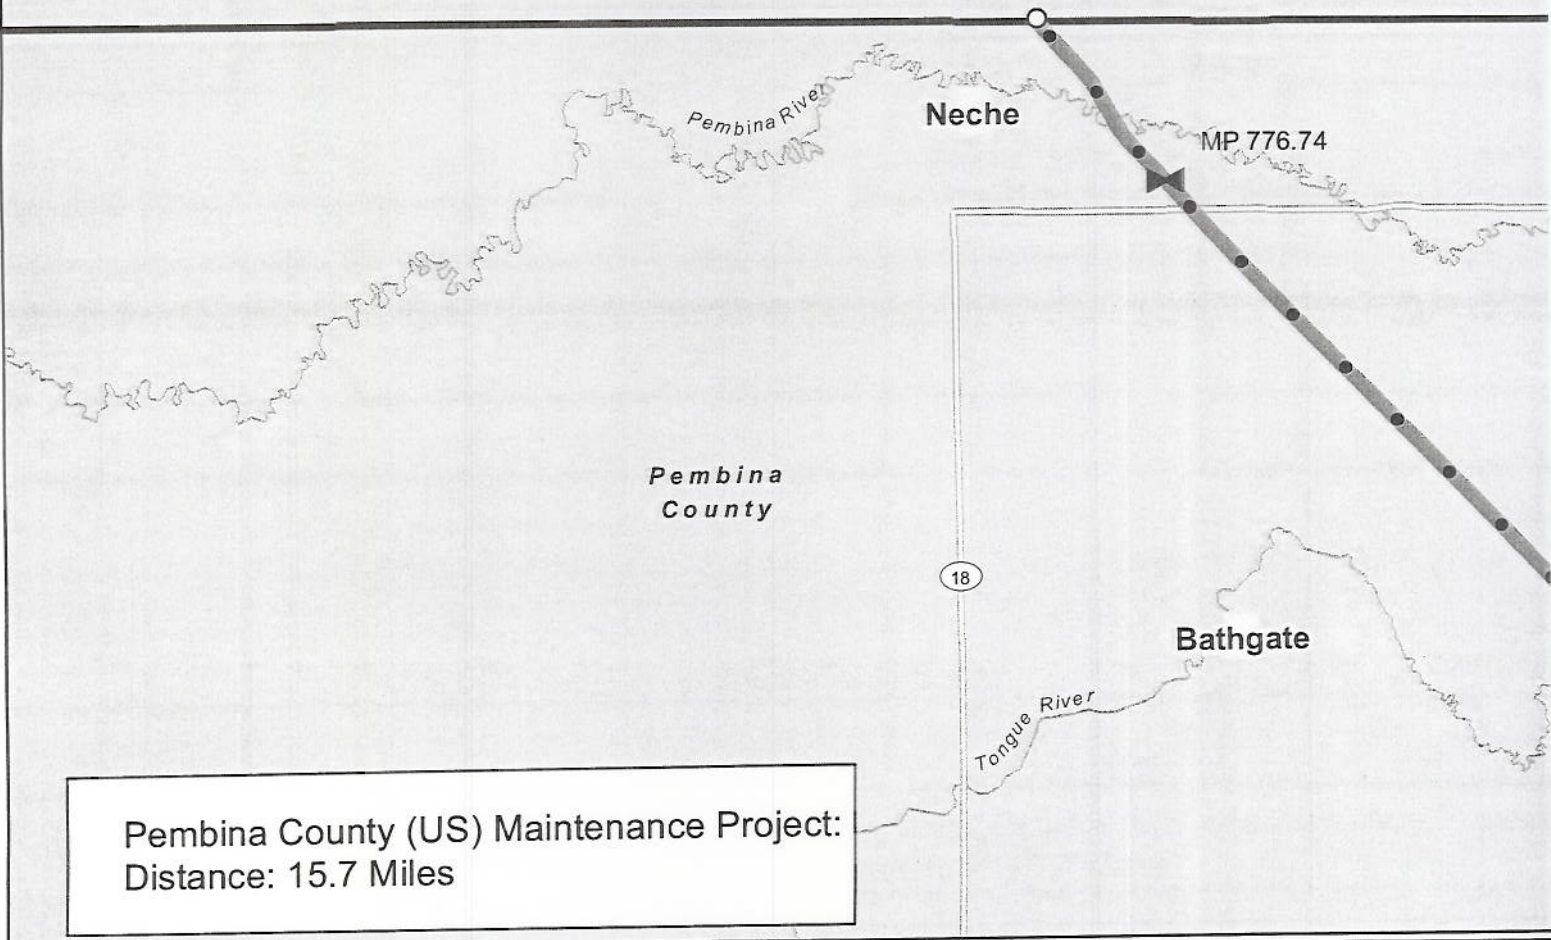 Pembina River
Neche
MP 776.74
Pembina
County
18
Bathgate
Tongue River
Pembina County (US) Maintenance Project:
Distance: 15.7 Miles